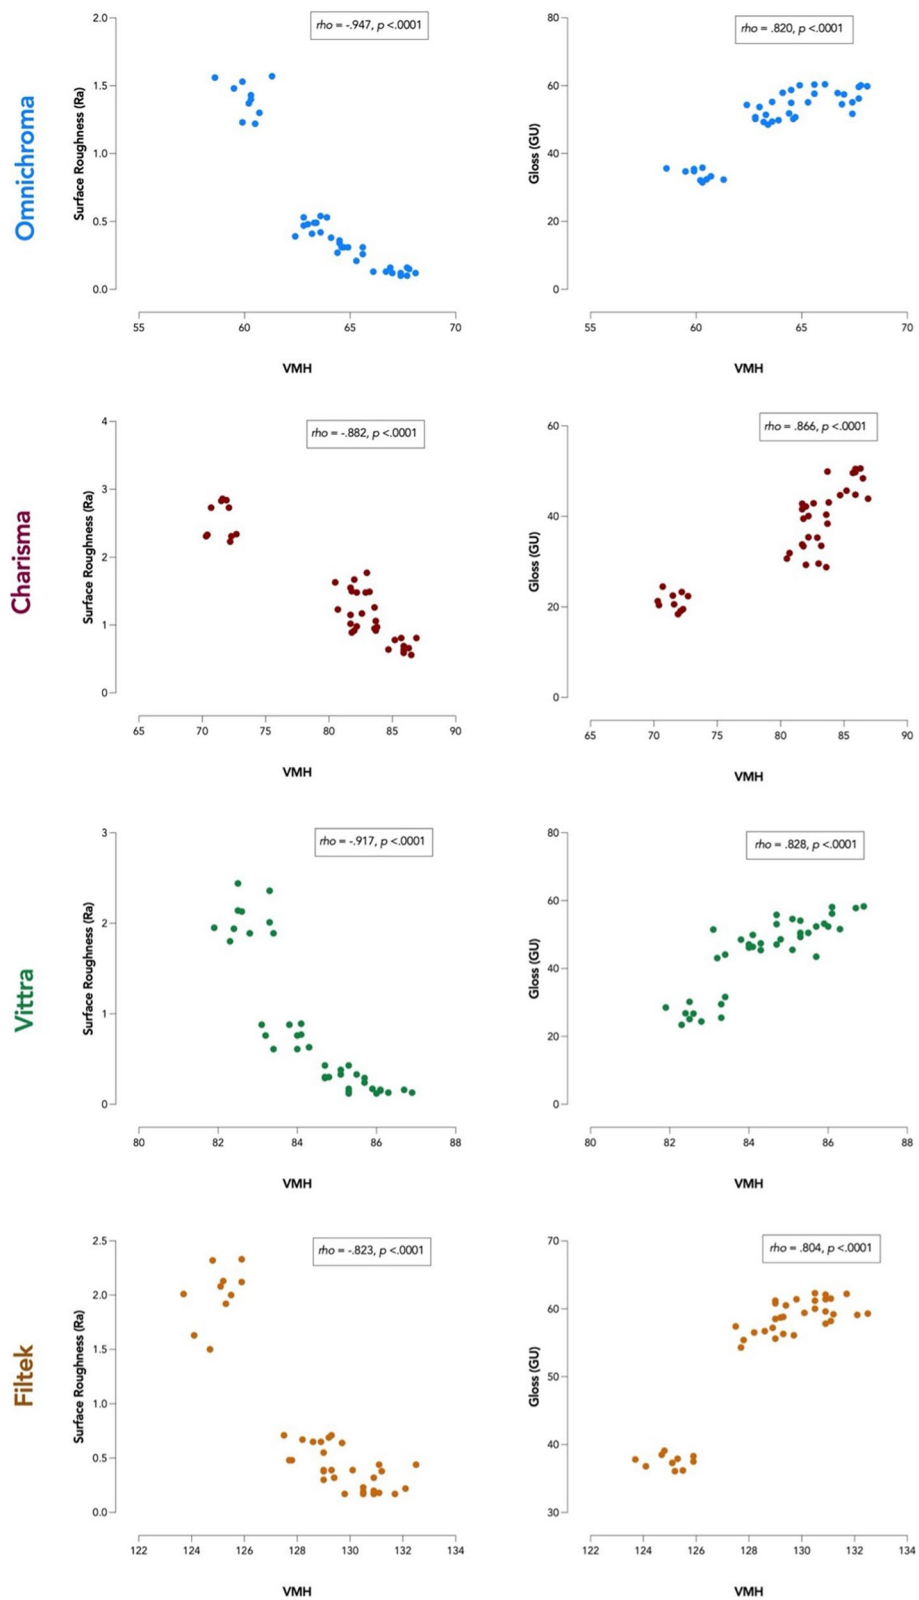 Omnichroma
rho = -.947, p <.0001
Surface Roughness (Ra)
2.0
1.5
1.0
0.5
0.0
55 60 65 70
VMH
rho = .820, p <.0001
Gloss (GU)
80
60
40
20
0
55 60 65 70
VMH
Charisma
rho = -.882, p <.0001
Surface Roughness (Ra)
4
3
2
1
0
65 70 75 80 85 90
VMH
rho = .866, p <.0001
Gloss (GU)
60
40
20
0
65 70 75 80 85 90
VMH
Vittra
rho = -.917, p <.0001
Surface Roughness (Ra)
3
2
1
0
80 82 84 86 88
VMH
rho = .828, p <.0001
Gloss (GU)
80
60
40
20
0
80 82 84 86 88
VMH
Filtek
rho = -.823, p <.0001
Surface Roughness (Ra)
2.5
2.0
1.5
1.0
0.5
0.0
122 124 126 128 130 132 134
VMH
rho = .804, p <.0001
Gloss (GU)
70
60
50
40
30
122 124 126 128 130 132 134
VMH